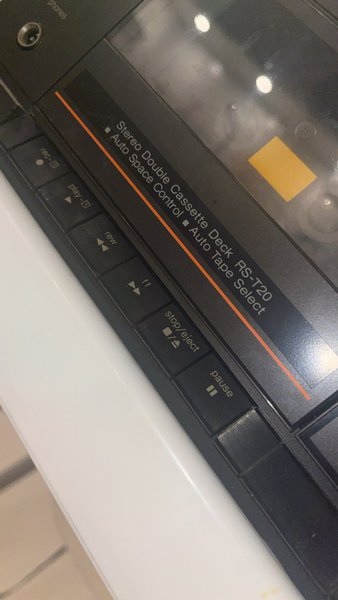 phones
Stereo Double Cassette Deck RS-T20
■ Auto Space Control ■ Auto Tape Select
rec-B
play-B
rew
ff
stop/eject
pause